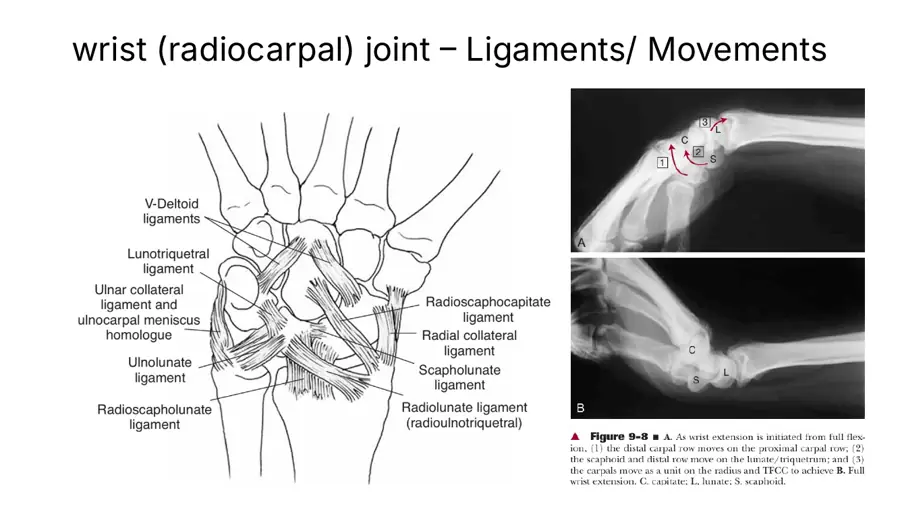 wrist (radiocarpal) joint – Ligaments/ Movements
V-Deltoid
ligaments
Lunotriquetral
ligament
Ulnar collateral
ligament and
ulnocarpal meniscus
homologue
Ulnolunate
ligament
Radioscapholunate
ligament
Radioscaphocapitate
ligament
Radial collateral
ligament
Scapholunate
ligament
Radiolunate ligament
(radioulnotriquetral)
3
L
C
2
S
1
A
C
L
S
B
▲ Figure 9-8 ■ A. As wrist extension is initiated from full flex-
ion, (1) the distal carpal row moves on the proximal carpal row; (2)
the scaphoid and distal row move on the lunate/triquetrum; and (3)
the carpals move as a unit on the radius and TFCC to achieve B. Full
wrist extension. C, capitate; L, lunate; S, scaphoid.